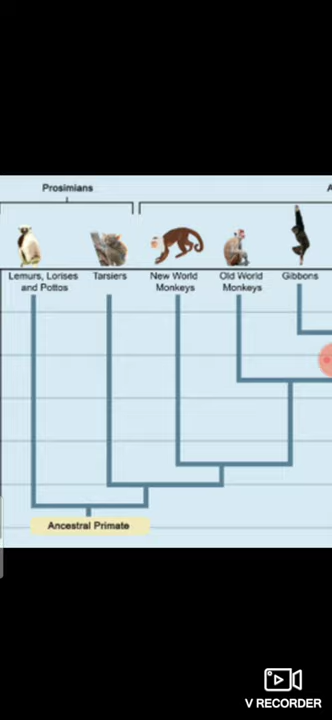 Prosimians
A
Lemurs, Lorises
and Pottos
Tarsiers
New World
Monkeys
Old World
Monkeys
Gibbons
Ancestral Primate
V RECORDER